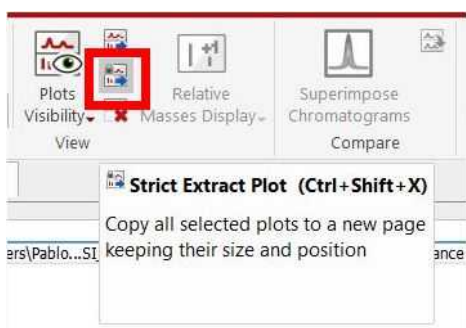 Plots
Visibility
View
Relative
Masses Display
Superimpose
Chromatograms
Compare
Strict Extract Plot (Ctrl+Shift+X)
Copy all selected plots to a new page
keeping their size and position
ers\Pablo...SI
ance